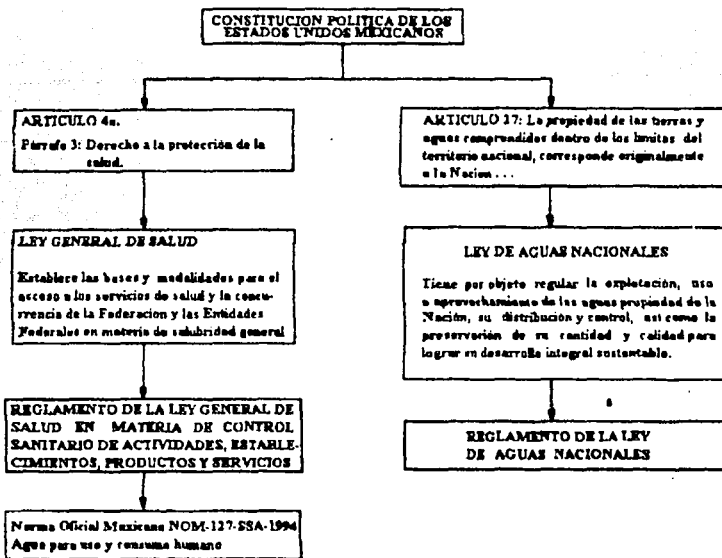 CONSTITUCION POLITICA DE LOS
ESTADOS UNIDOS MEXICANOS
ARTICULO 4o.
Párrafo 3: Derecho a la protección de la
salud.
LEY GENERAL DE SALUD
Establece las bases y modalidades para el
acceso a los servicios de salud y la concu-
rrencia de la Federación y las Entidades
Federales en materia de salubridad general
REGLAMENTO DE LA LEY GENERAL DE
SALUD EN MATERIA DE CONTROL
SANITARIO DE ACTIVIDADES, ESTABLE-
CIMIENTOS, PRODUCTOS Y SERVICIOS
Norma Oficial Mexicana NOM-127-SSA-1994
Agua para uso y consumo humano
ARTICULO 27: La propiedad de las tierras y
aguas comprendidas dentro de los límites del
territorio nacional, corresponde originalmente
a la Nacion . . .
LEY DE AGUAS NACIONALES
Tiene por objeto regular la explotación, uso
o aprovechamiento de las aguas propiedad de la
Nación, su distribución y control, así como la
preservación de su cantidad y calidad para
lograr su desarrollo integral sustentable.
REGLAMENTO DE LA LEY
DE AGUAS NACIONALES